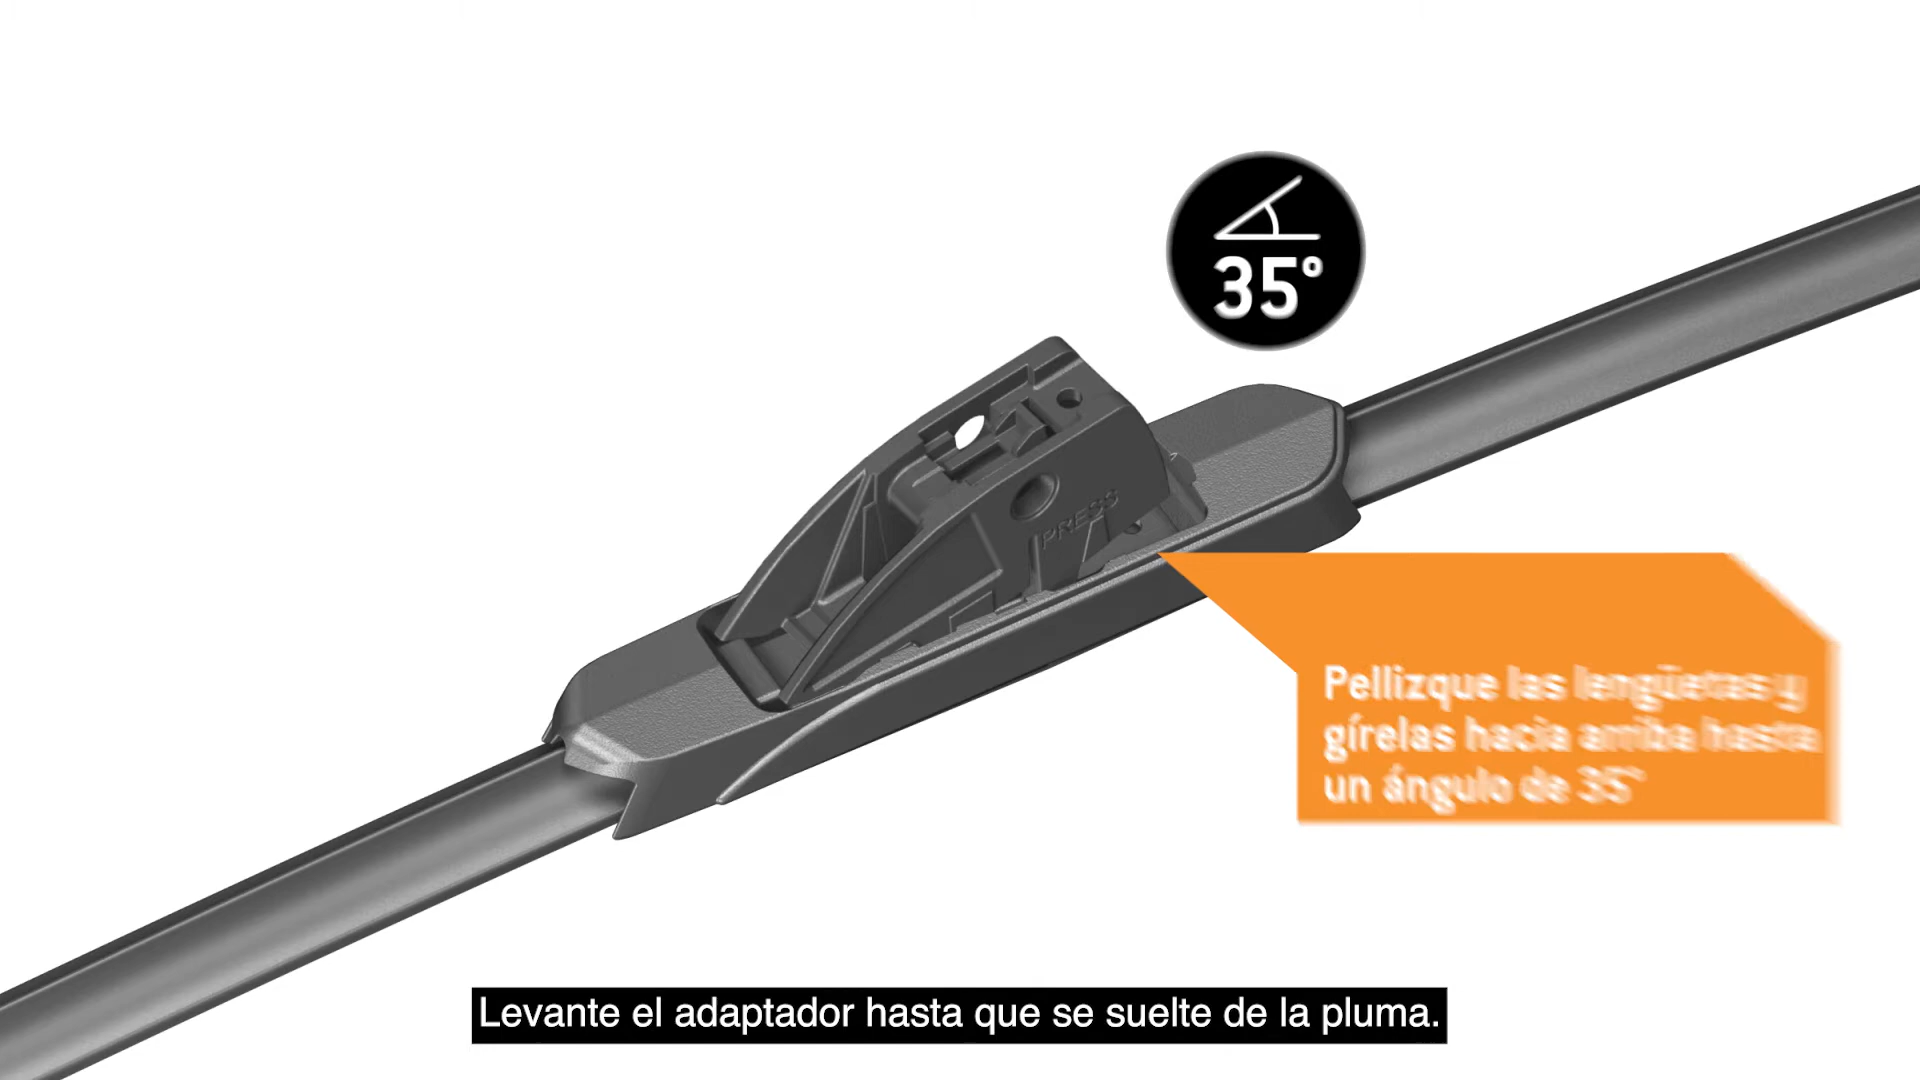 35°
PRESS
Pellizque las lengüetas y
gírelas hacia arriba hasta
un ángulo de 35°
Levante el adaptador hasta que se suelte de la pluma.